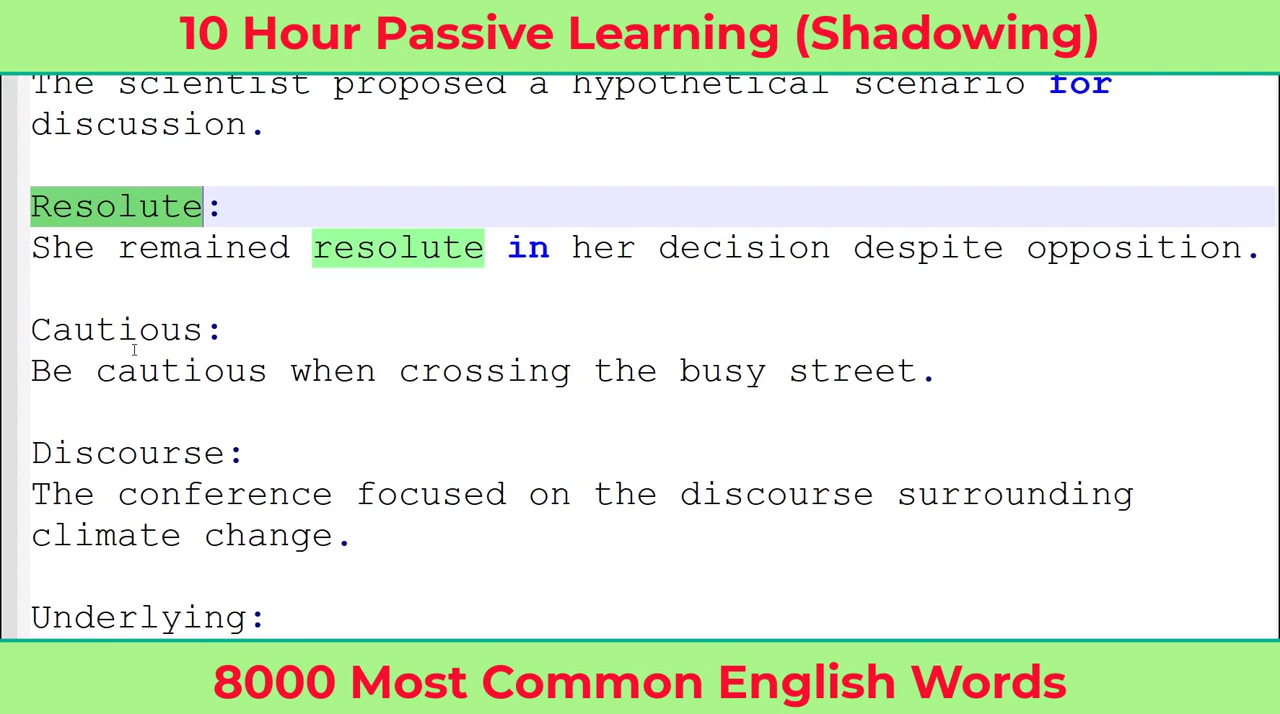 10 Hour Passive Learning (Shadowing)
The scientist proposed a hypothetical scenario for
discussion.
Resolute:
She remained resolute in her decision despite opposition.
Cautious:
Be cautious when crossing the busy street.
Discourse:
The conference focused on the discourse surrounding
climate change.
Underlying:
8000 Most Common English Words